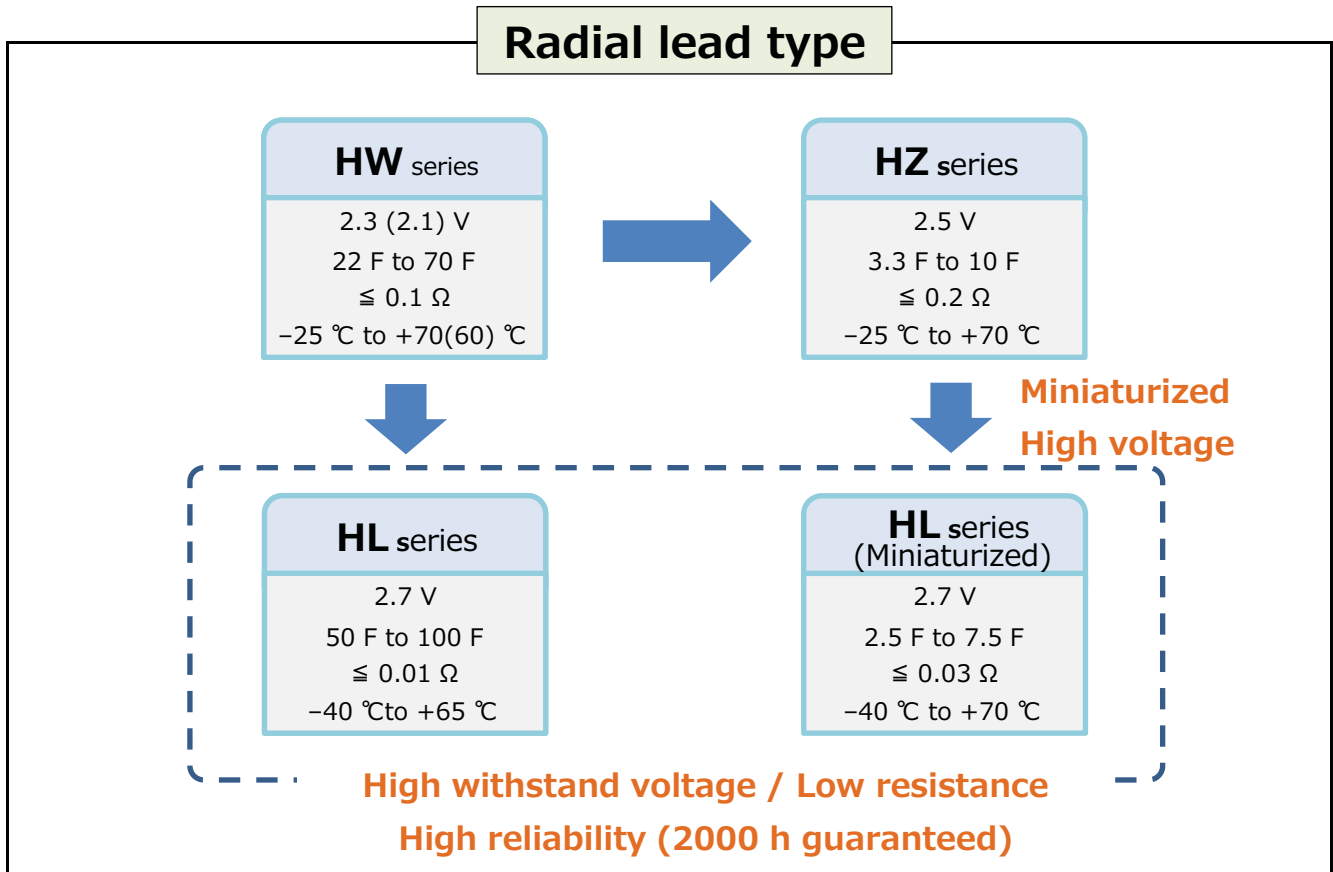 Radial lead type
HW series
2.3 (2.1) V
22 F to 70 F
≦ 0.1 Ω
–25 ℃ to +70(60) ℃
HZ series
2.5 V
3.3 F to 10 F
≦ 0.2 Ω
–25 ℃ to +70 ℃
Miniaturized
High voltage
HL series
2.7 V
50 F to 100 F
≦ 0.01 Ω
–40 ℃to +65 ℃
HL series
(Miniaturized)
2.7 V
2.5 F to 7.5 F
≦ 0.03 Ω
–40 ℃ to +70 ℃
High withstand voltage / Low resistance
High reliability (2000 h guaranteed)